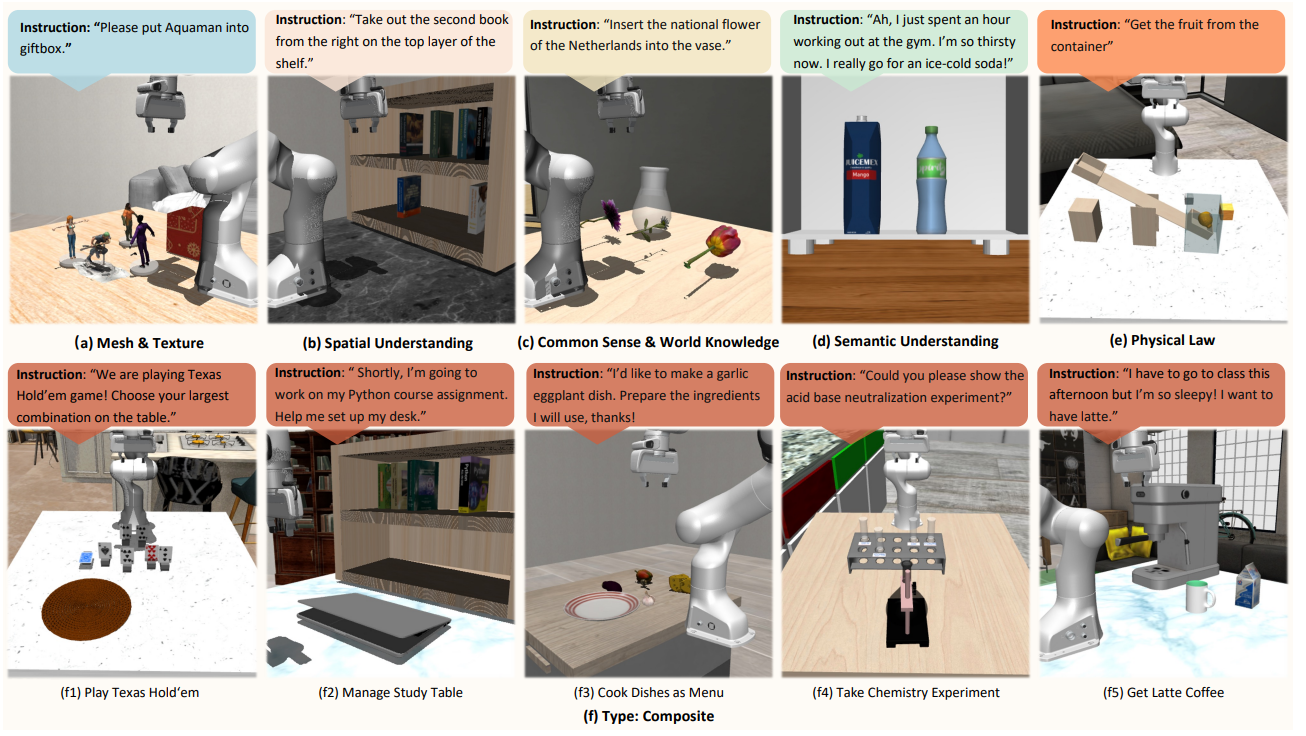 Instruction: “Please put Aquaman into
giftbox.”
Instruction: “Take out the second book
from the right on the top layer of the
shelf.”
Instruction: “Insert the national flower
of the Netherlands into the vase.”
Instruction: “Ah, I just spent an hour
working out at the gym. I’m so thirsty
now. I really go for an ice-cold soda!”
Instruction: “Get the fruit from the
container”
JUICEMEX
Mango
(a) Mesh & Texture
(b) Spatial Understanding
(c) Common Sense & World Knowledge
(d) Semantic Understanding
(e) Physical Law
Instruction: “We are playing Texas
Hold’em game! Choose your largest
combination on the table.”
Instruction: “ Shortly, I’m going to
work on my Python course assignment.
Help me set up my desk.”
Instruction: “I’d like to make a garlic
eggplant dish. Prepare the ingredients
I will use, thanks!
Instruction: “Could you please show the
acid base neutralization experiment?”
Instruction: “I have to go to class this
afternoon but I’m so sleepy! I want to
have latte.”
Python
(f1) Play Texas Hold‘em
(f2) Manage Study Table
(f3) Cook Dishes as Menu
(f4) Take Chemistry Experiment
(f5) Get Latte Coffee
(f) Type: Composite